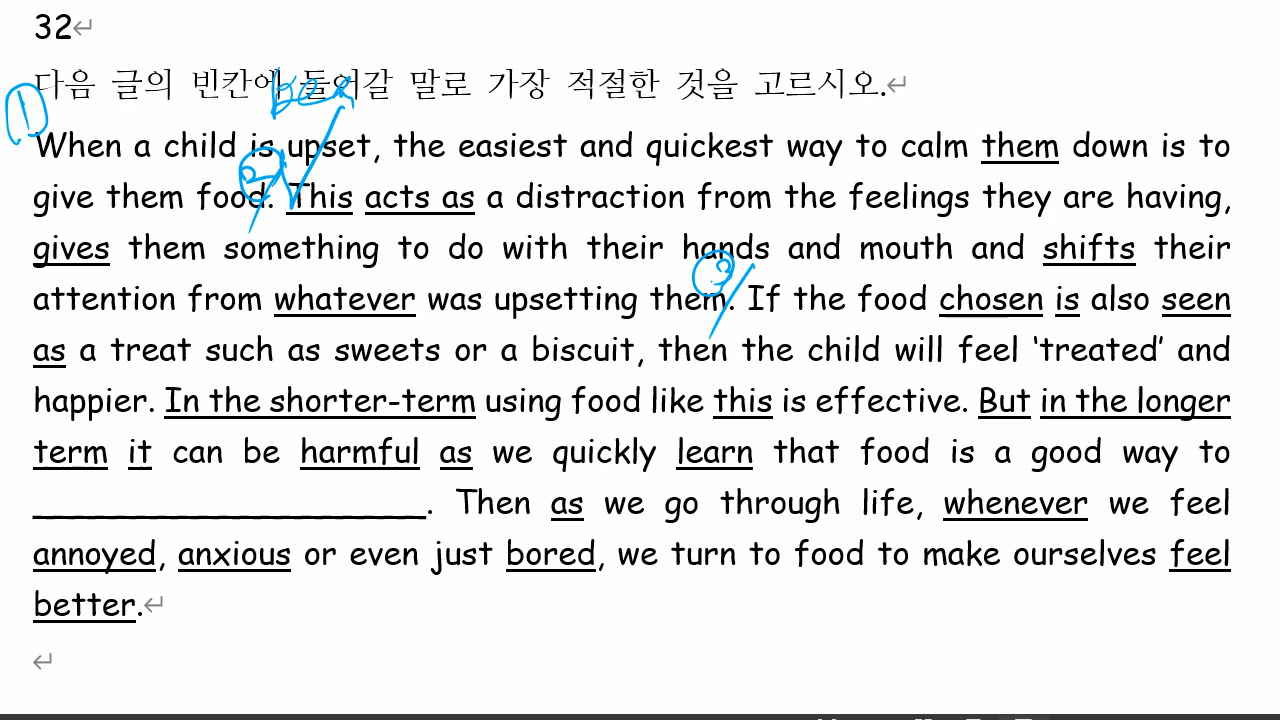 32
다음 글의 빈칸에 들어갈 말로 가장 적절한 것을 고르시오.
①
When a child is upset, the easiest and quickest way to calm them down is to
②
give them food. This acts as a distraction from the feelings they are having,
gives them something to do with their hands and mouth and shifts their
③
attention from whatever was upsetting them. If the food chosen is also seen
as a treat such as sweets or a biscuit, then the child will feel ‘treated’ and
happier. In the shorter-term using food like this is effective. But in the longer
term it can be harmful as we quickly learn that food is a good way to
______________________. Then as we go through life, whenever we feel
annoyed, anxious or even just bored, we turn to food to make ourselves feel
better.